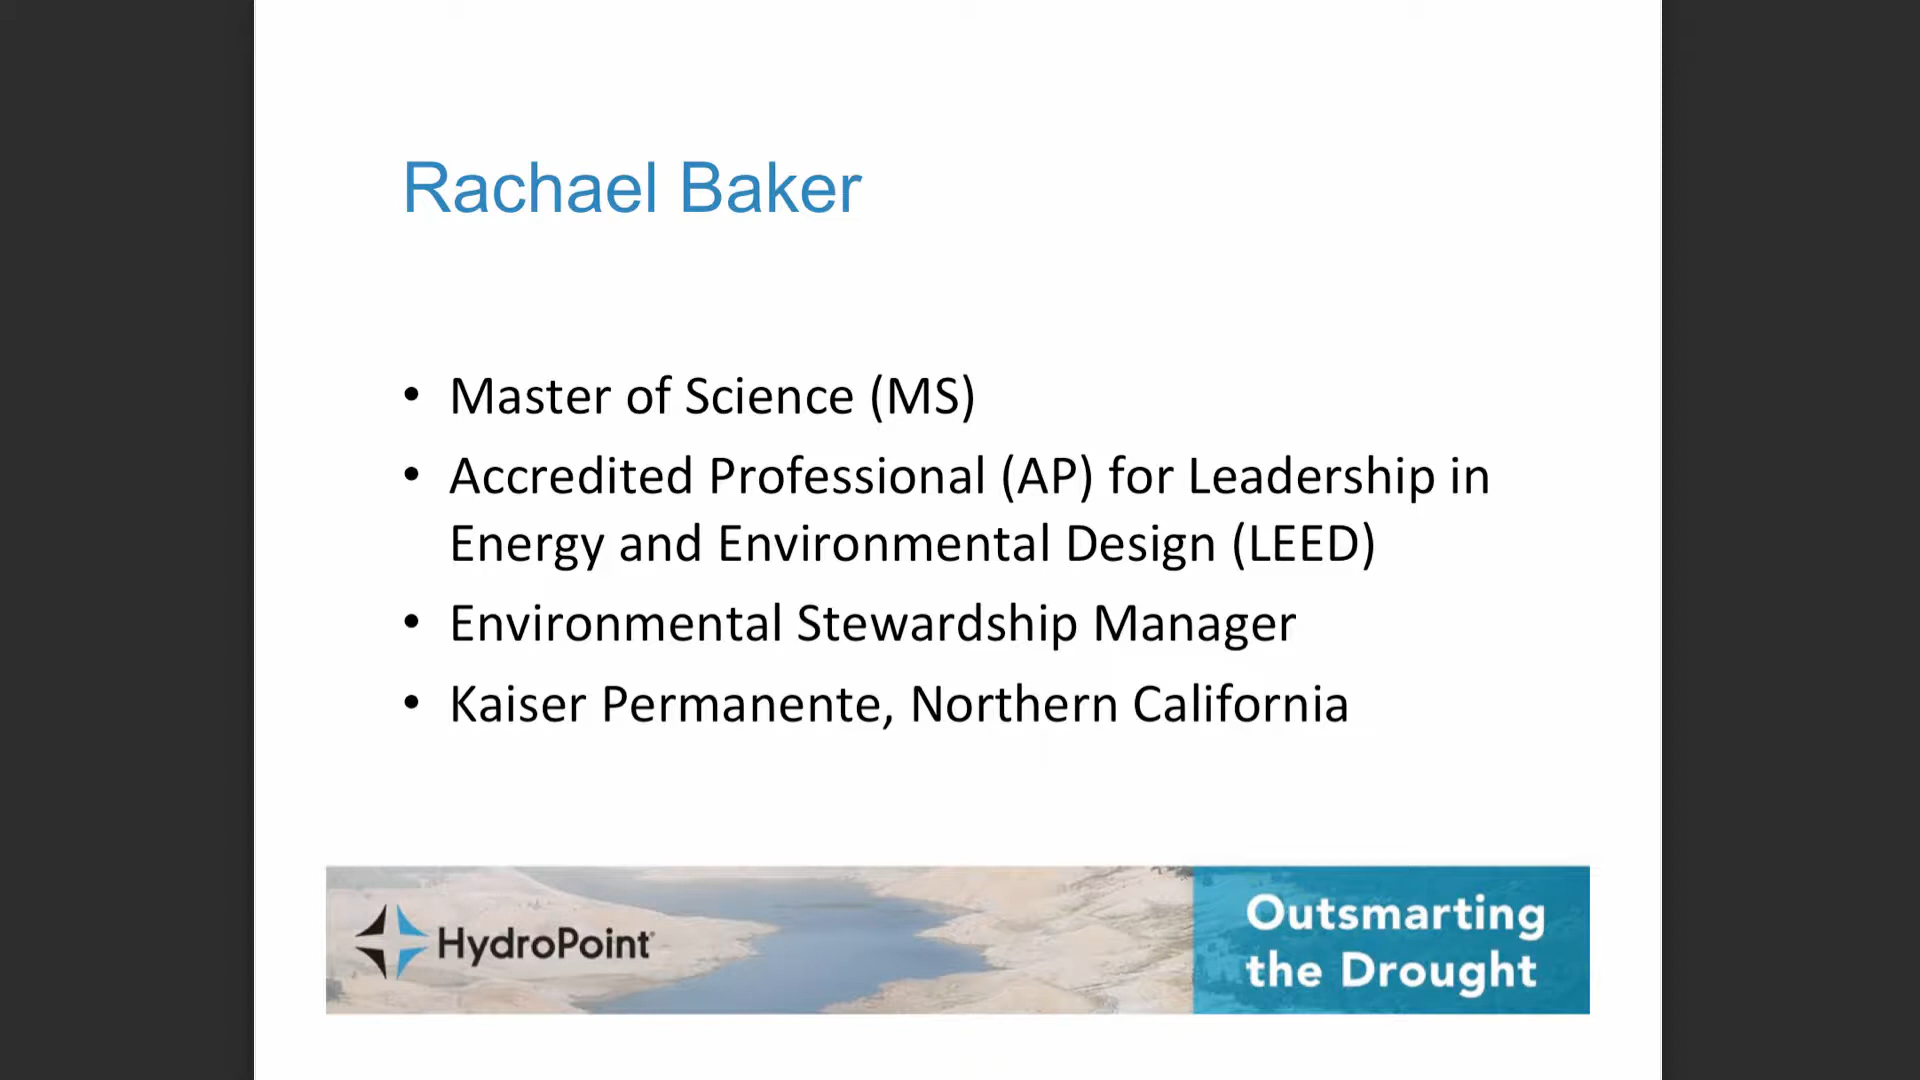 Rachael Baker
• Master of Science (MS)
• Accredited Professional (AP) for Leadership in
Energy and Environmental Design (LEED)
• Environmental Stewardship Manager
• Kaiser Permanente, Northern California
HydroPoint
Outsmarting
the Drought